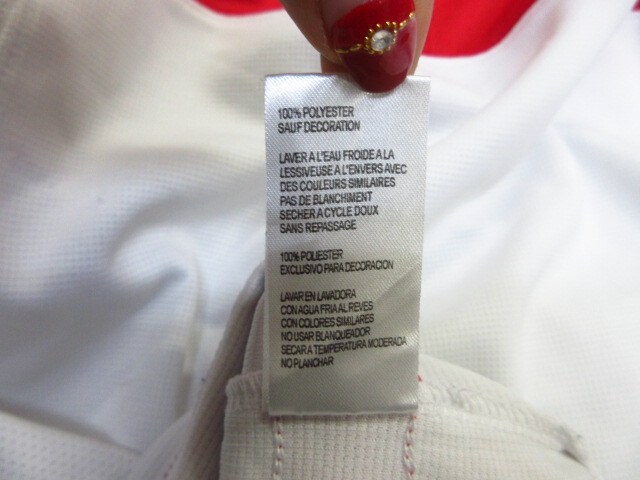 100% POLYESTER
SAUF DECORATION
LAVER A L'EAU FROIDE A LA
LESSIVEUSE A L'ENVERS AVEC
DES COULEURS SIMILAIRES
PAS DE BLANCHIMENT
SECHER A CYCLE DOUX
SANS REPASSAGE
100% POLIESTER
EXCLUSIVO PARA DECORACION
LAVAR EN LAVADORA
CON AGUA FRIA AL REVES
CON COLORES SIMILARES
NO USAR BLANQUEADOR
SECAR A TEMPERATURA MODERADA
NO PLANCHAR